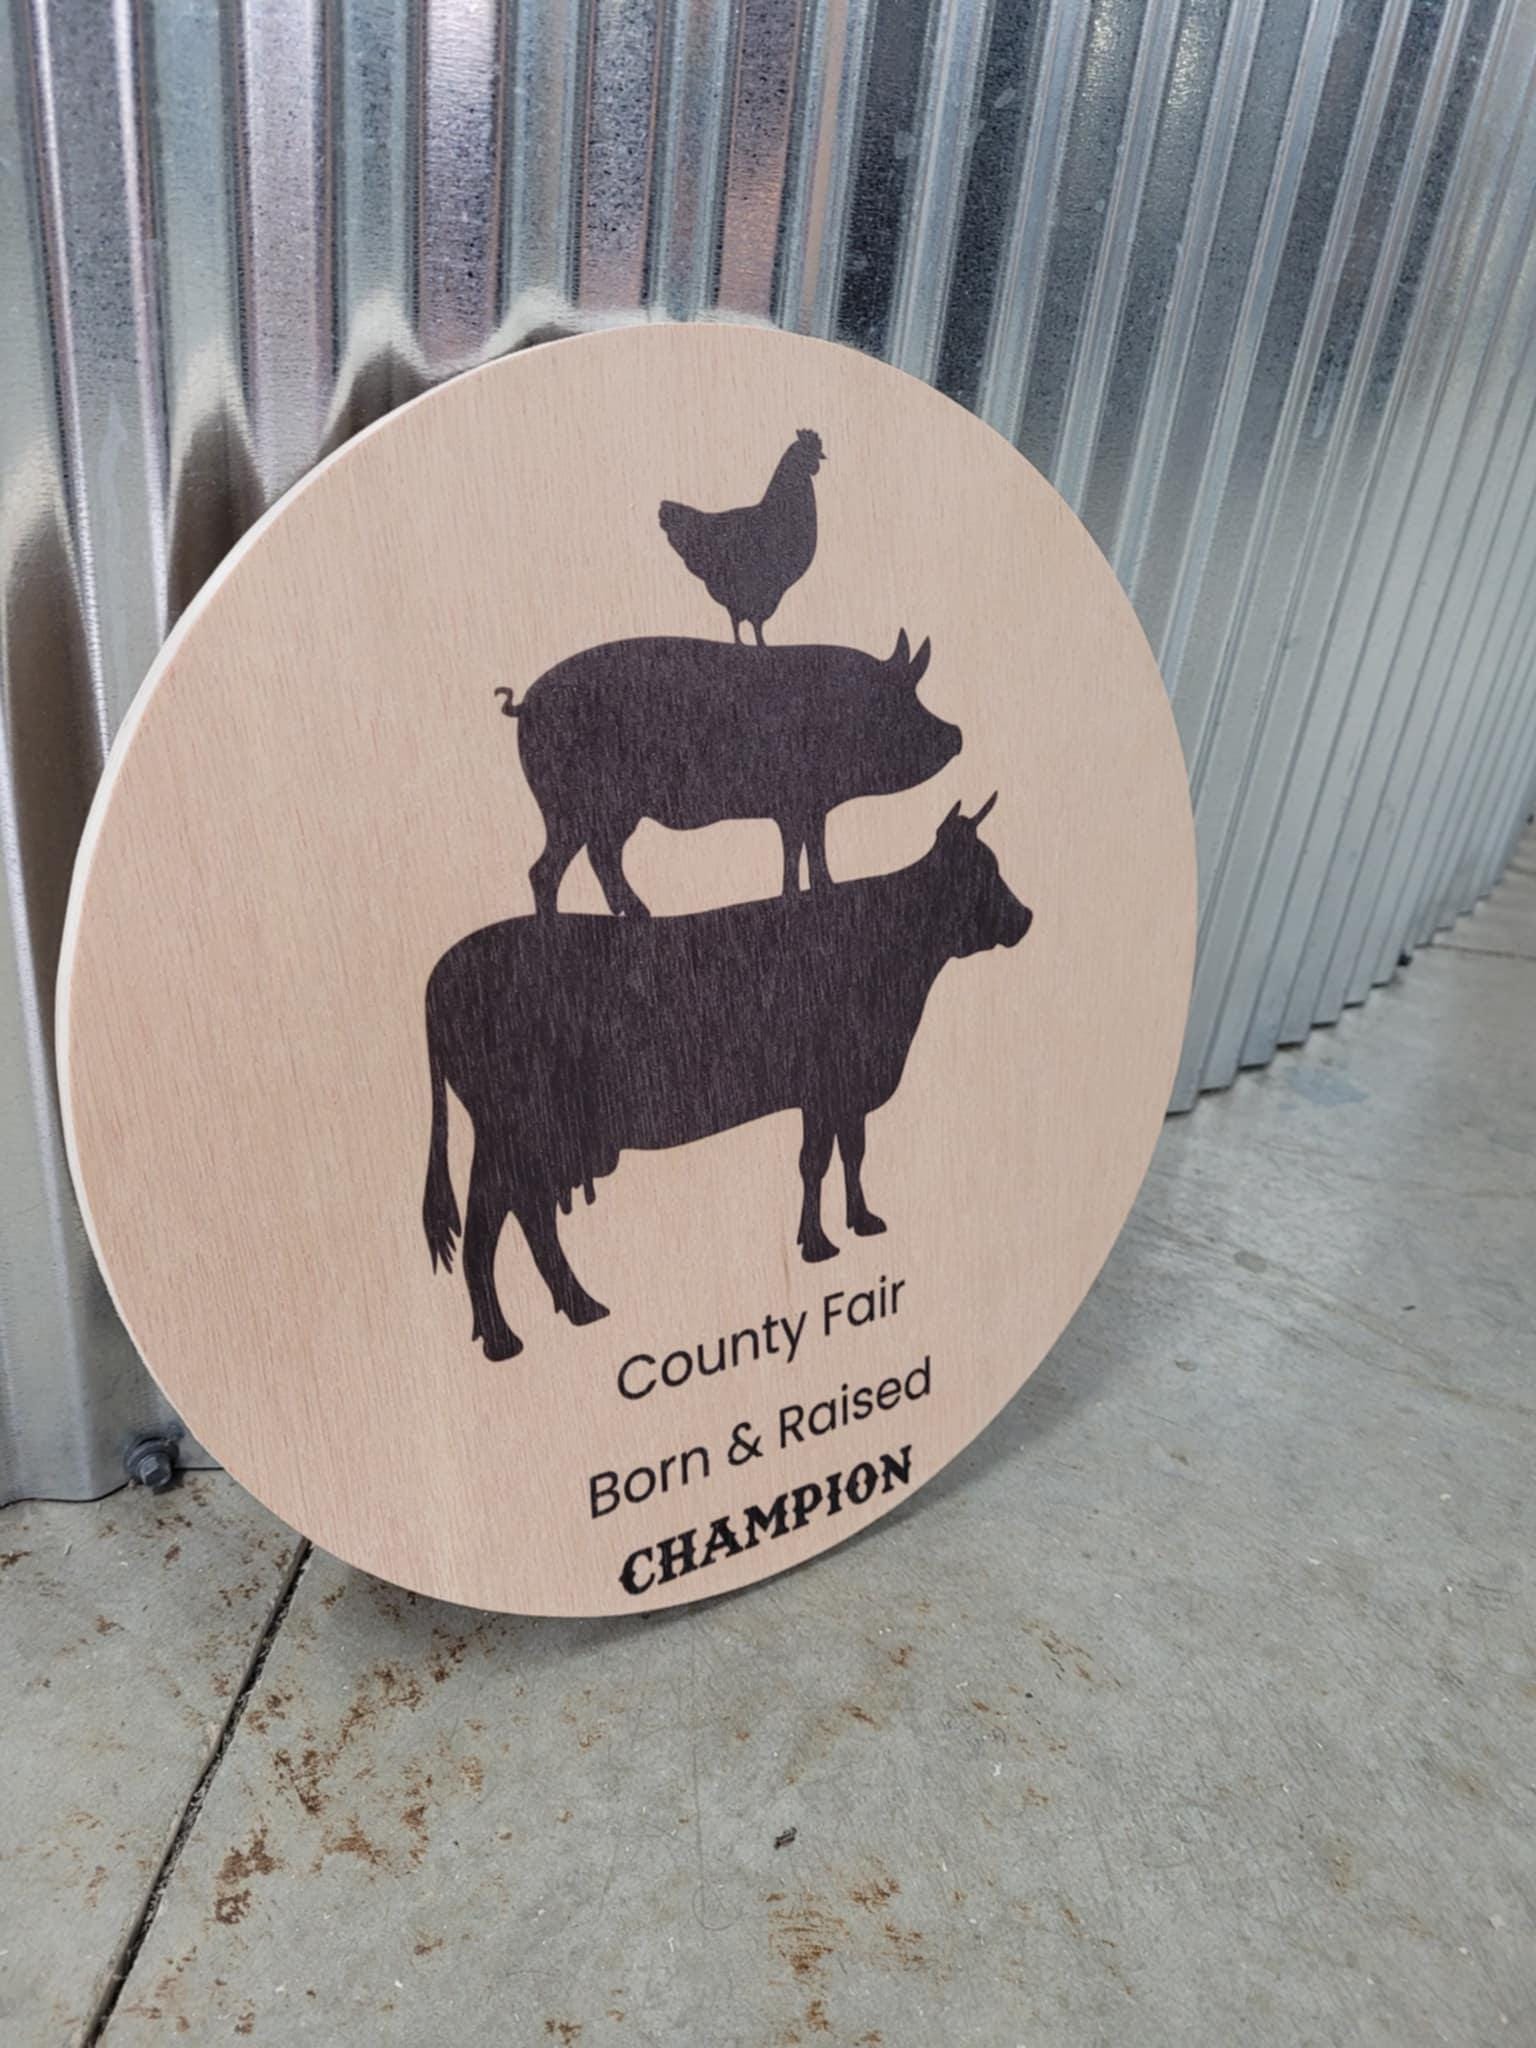 County Fair
Born & Raised
CHAMPION